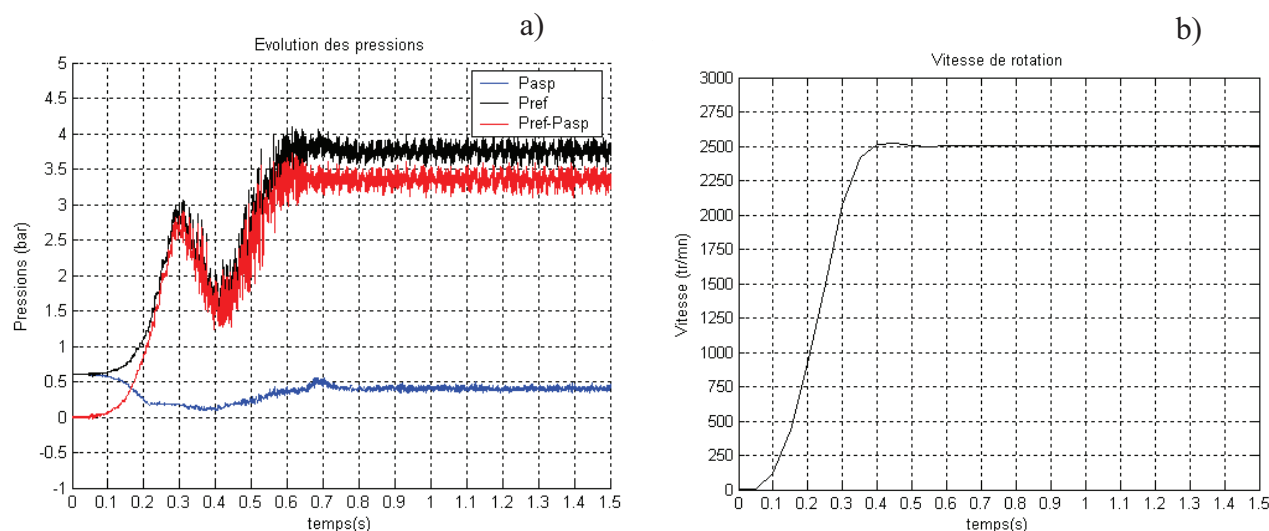 a)
Evolution des pressions
5
4.5
4
3.5
3
2.5
2
1.5
1
0.5
0
-0.5
-1
Pressions (bar)
Pasp
Pref
Pref-Pasp
0 0.1 0.2 0.3 0.4 0.5 0.6 0.7 0.8 0.9 1 1.1 1.2 1.3 1.4 1.5
temps(s)
b)
Vitesse de rotation
3000
2750
2500
2250
2000
1750
1500
1250
1000
750
500
250
0
Vitesse (tr/mn)
0 0.1 0.2 0.3 0.4 0.5 0.6 0.7 0.8 0.9 1 1.1 1.2 1.3 1.4 1.5
temps(s)